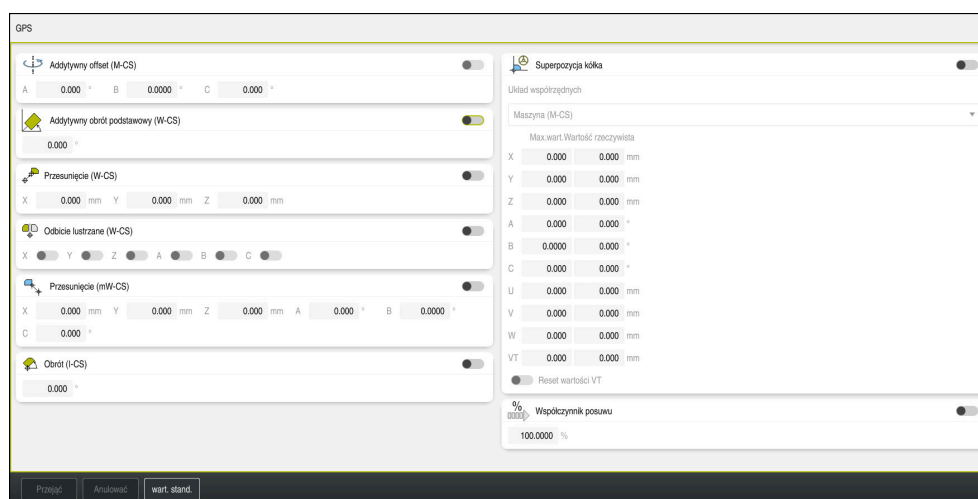 GPS
Addytywny offset (M-CS)
A 0.000 ° B 0.0000 ° C 0.000 °
Addytywny obrót podstawowy (W-CS)
0.000 °
Przesunięcie (W-CS)
X 0.000 mm Y 0.000 mm Z 0.000 mm
Odbicie lustrzane (W-CS)
X Y Z A B C
Przesunięcie (mW-CS)
X 0.000 mm Y 0.000 mm Z 0.000 mm A 0.000 ° B 0.0000 °
C 0.000 °
Obrót (I-CS)
0.000 °
Superpozycja kółka
Układ współrzędnych
Maszyna (M-CS)
Max.wart.Wartość rzeczywista
X 0.000 0.000 mm
Y 0.000 0.000 mm
Z 0.000 0.000 mm
A 0.000 0.000 °
B 0.0000 0.000 °
C 0.000 0.000 °
U 0.000 0.000 mm
V 0.000 0.000 mm
W 0.000 0.000 mm
VT 0.000 0.000 mm
Reset wartości VT
%
Współczynnik posuwu
100.0000 %
Przejąć Anulować wart. stand.